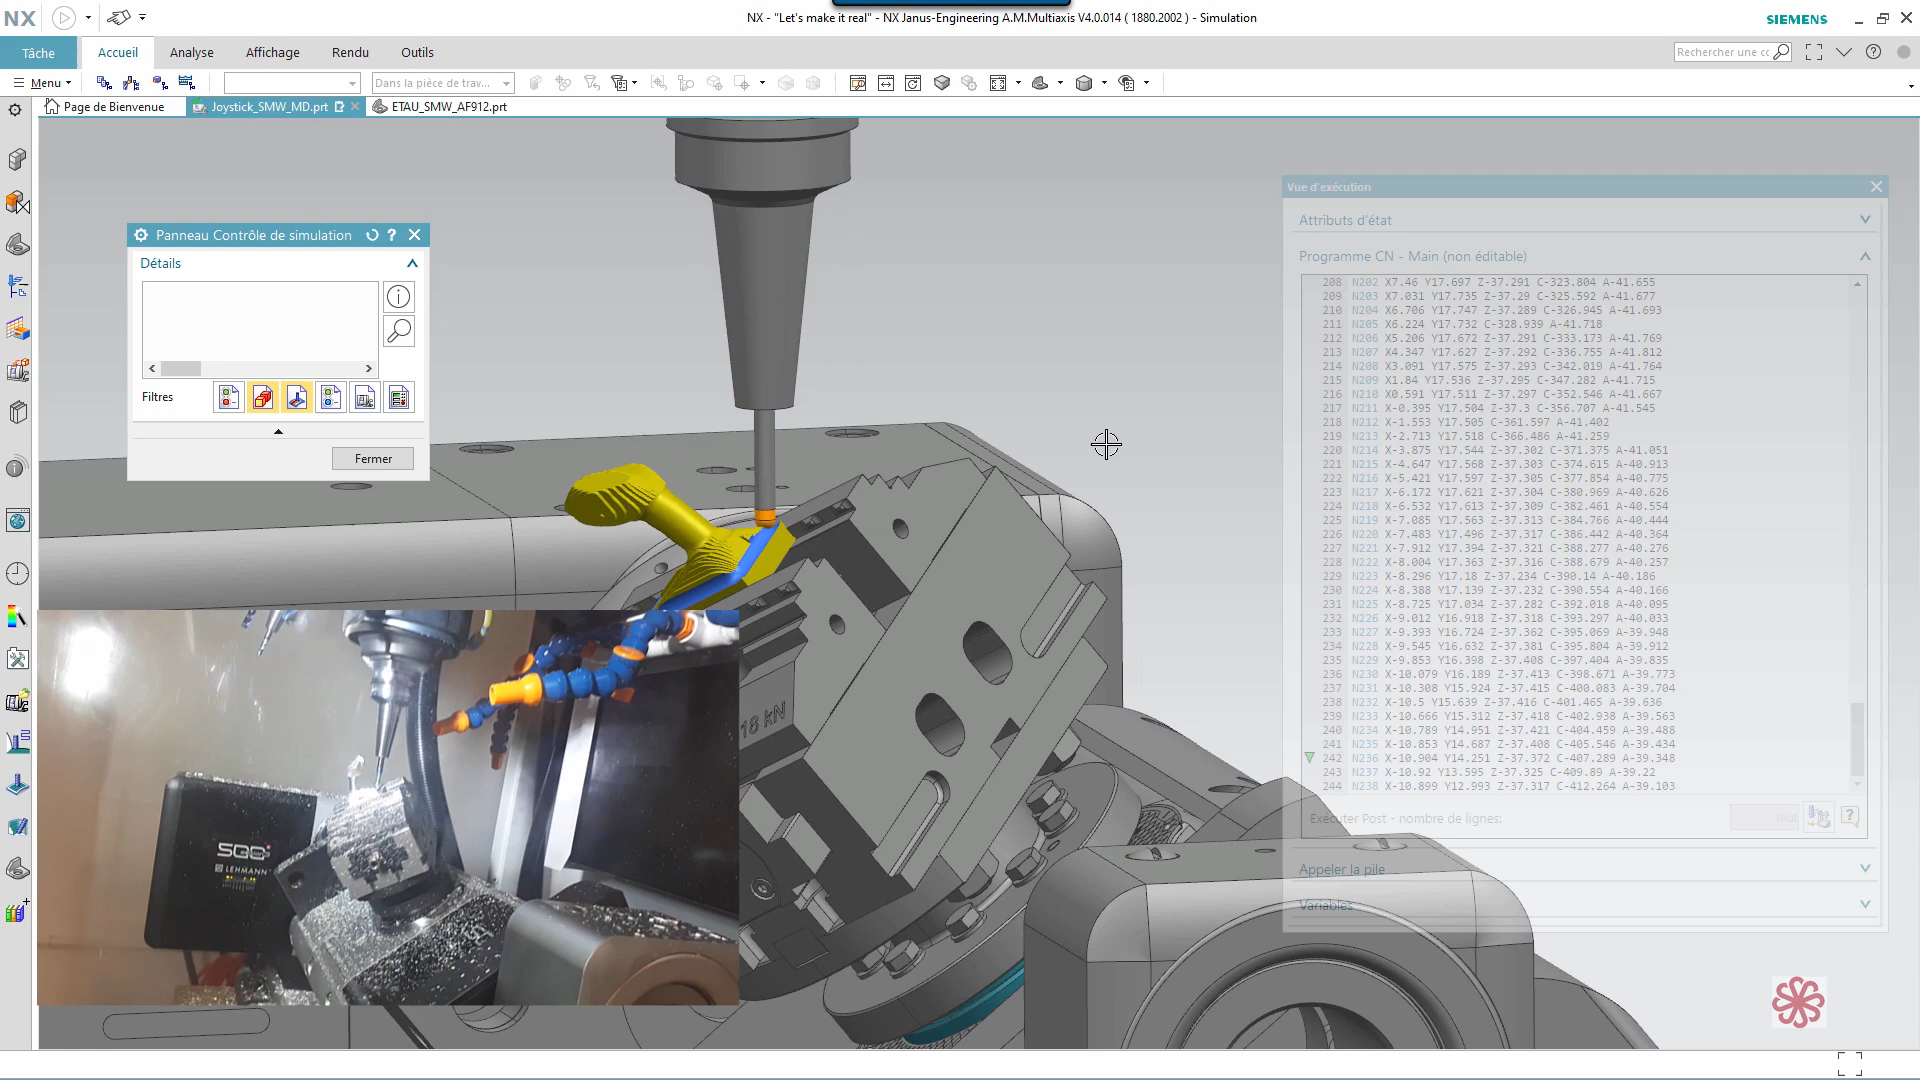 NX
NX - "Let's make it real" - NX Janus-Engineering A.M.Multiaxis V4.0.014 ( 1880.2002 ) - Simulation
SIEMENS
Tâche
Accueil
Analyse
Affichage
Rendu
Outils
Rechercher une cc
Menu
Dans la pièce de trav...
Page de Bienvenue
Joystick_SMW_MD.prt
ETAU_SMW_AF912.prt
Panneau Contrôle de simulation
Détails
Filtres
Fermer
Vue d'exécution
Attributs d'état
Programme CN - Main (non éditable)
208 N202 X7.46 Y17.697 Z-37.291 C-323.804 A-41.655
209 N203 X7.031 Y17.735 Z-37.29 C-325.592 A-41.677
210 N204 X6.706 Y17.747 Z-37.289 C-326.945 A-41.693
211 N205 X6.224 Y17.732 C-328.939 A-41.718
212 N206 X5.206 Y17.672 Z-37.291 C-333.173 A-41.769
213 N207 X4.347 Y17.627 Z-37.292 C-336.755 A-41.812
214 N208 X3.091 Y17.575 Z-37.293 C-342.019 A-41.764
215 N209 X1.84 Y17.536 Z-37.295 C-347.282 A-41.715
216 N210 X0.591 Y17.511 Z-37.297 C-352.546 A-41.667
217 N211 X-0.395 Y17.504 Z-37.3 C-356.707 A-41.545
218 N212 X-1.553 Y17.505 C-361.597 A-41.402
219 N213 X-2.713 Y17.518 C-366.486 A-41.259
220 N214 X-3.875 Y17.544 Z-37.302 C-371.375 A-41.051
221 N215 X-4.647 Y17.568 Z-37.303 C-374.615 A-40.913
222 N216 X-5.421 Y17.597 Z-37.305 C-377.854 A-40.775
223 N217 X-6.172 Y17.621 Z-37.304 C-380.969 A-40.626
224 N218 X-6.532 Y17.613 Z-37.309 C-382.461 A-40.554
225 N219 X-7.085 Y17.563 Z-37.313 C-384.766 A-40.444
226 N220 X-7.483 Y17.496 Z-37.317 C-386.442 A-40.364
227 N221 X-7.912 Y17.394 Z-37.321 C-388.277 A-40.276
228 N222 X-8.004 Y17.363 Z-37.316 C-388.679 A-40.257
229 N223 X-8.296 Y17.18 Z-37.234 C-390.14 A-40.186
230 N224 X-8.388 Y17.139 Z-37.232 C-390.554 A-40.166
231 N225 X-8.725 Y17.034 Z-37.282 C-392.018 A-40.095
232 N226 X-9.012 Y16.918 Z-37.318 C-393.297 A-40.033
233 N227 X-9.393 Y16.724 Z-37.362 C-395.069 A-39.948
234 N228 X-9.545 Y16.632 Z-37.381 C-395.804 A-39.912
235 N229 X-9.853 Y16.398 Z-37.408 C-397.404 A-39.835
236 N230 X-10.079 Y16.189 Z-37.413 C-398.671 A-39.773
237 N231 X-10.308 Y15.924 Z-37.415 C-400.083 A-39.704
238 N232 X-10.5 Y15.639 Z-37.416 C-401.465 A-39.636
239 N233 X-10.666 Y15.312 Z-37.418 C-402.938 A-39.563
240 N234 X-10.789 Y14.951 Z-37.421 C-404.459 A-39.488
241 N235 X-10.853 Y14.687 Z-37.408 C-405.546 A-39.434
242 N236 X-10.904 Y14.251 Z-37.372 C-407.289 A-39.348
243 N237 X-10.92 Y13.595 Z-37.325 C-409.89 A-39.22
244 N238 X-10.899 Y12.993 Z-37.317 C-412.264 A-39.103
Exécuter Post - nombre de lignes:
Appeler la pile
Variables
18 kN
LEHMANN